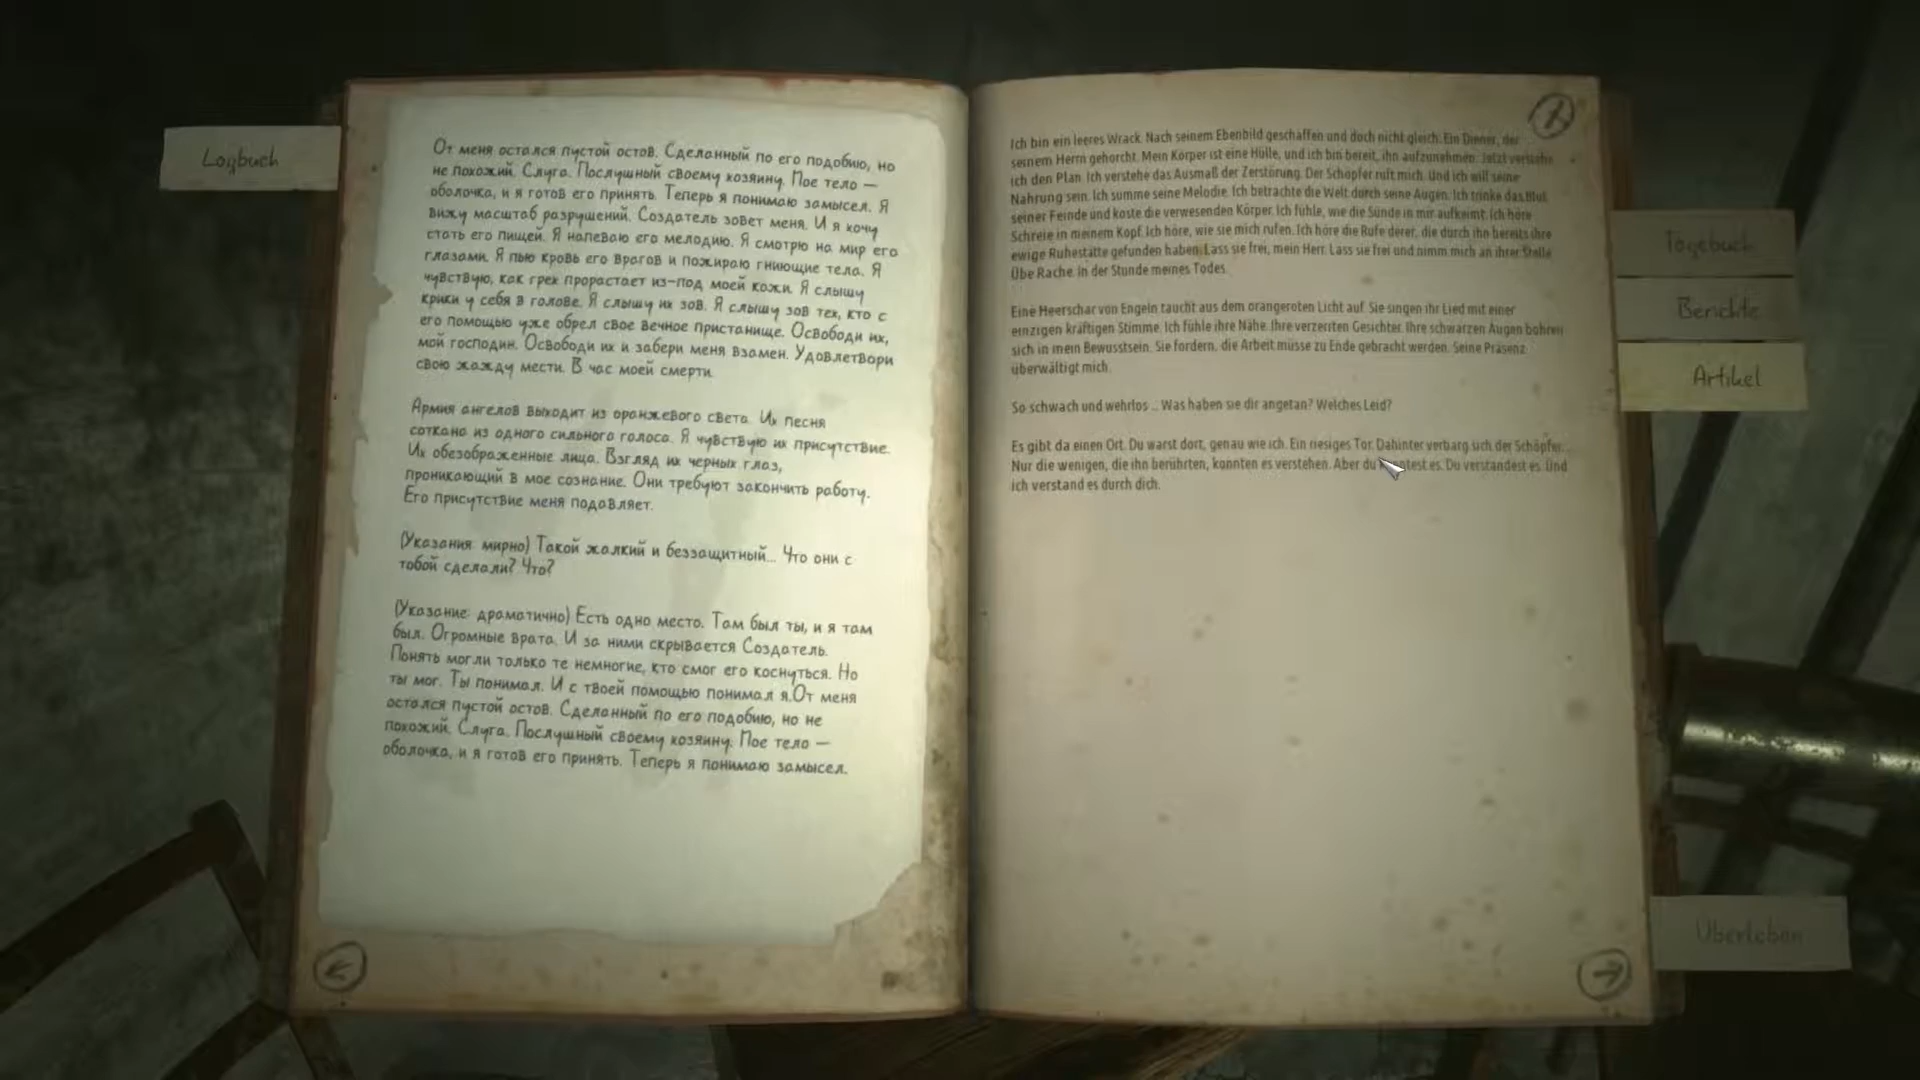 Logbuch
От меня остался пустой остов. Сделанный по его подобию, но
не похожий. Слуга. Послушный своему хозяину. Пое тело —
оболочка, и я готов его принять. Теперь я понимаю замысел. Я
вижу масштаб разрушений. Создатель зовет меня. И я хочу
стать его пищей. Я напеваю его мелодию. Я смотрю на мир его
глазами. Я пью кровь его врагов и пожираю гниющие тела. Я
чувствую, как грех прорастает из-под моей кожи. Я слышу
крики у себя в голове. Я слышу их зов. Я слышу зов тех, кто с
его помощью уже обрел свое вечное пристанище. Освободи их,
мой господин. Освободи их и забери меня взамен. Удовлетвори
свою жажду мести. В час моей смерти.
Армия ангелов выходит из оранжевого света. Их песня
соткана из одного сильного голоса. Я чувствую их присутствие.
Их обезображенные лица. Взгляд их черных глаз,
проникающий в мое сознание. Они требуют закончить работу.
Его присутствие меня подавляет.
(Указания: мирно) Такой жалкий и беззащитный... Что они с
тобой сделали? Что?
(Указание: драматично) Есть одно место. Там был ты, и я там
был. Огромные врата. И за ними скрывается Создатель.
Понять могли только те немногие, кто смог его коснуться. Но
ты мог. Ты понимал. И с твоей помощью понимал я.От меня
остался пустой остов. Сделанный по его подобию, но не
похожий. Слуга. Послушный своему хозяину. Пое тело —
оболочка, и я готов его принять. Теперь я понимаю замысел.
Ich bin ein leeres Wrack. Nach seinem Ebenbild geschaffen und doch nicht gleich. Ein Diener, der
seinem Herrn gehorcht. Mein Körper ist eine Hülle, und ich bin bereit, ihn aufzunehmen. Jetzt verstehe
ich den Plan. Ich verstehe das Ausmaß der Zerstörung. Der Schöpfer ruft mich. Und ich will seine
Nahrung sein. Ich summe seine Melodie. Ich betrachte die Welt durch seine Augen. Ich trinke das Blut
seiner Feinde und koste die verwesenden Körper. Ich fühle, wie die Sünde in mir aufkeimt. Ich höre
Schreie in meinem Kopf. Ich höre, wie sie mich rufen. Ich höre die Rufe derer, die durch ihn bereits ihre
ewige Ruhestätte gefunden haben. Lass sie frei, mein Herr. Lass sie frei und nimm mich an ihrer Stelle.
Übe Rache. In der Stunde meines Todes.
Eine Heerschar von Engeln taucht aus dem orangeroten Licht auf. Sie singen ihr Lied mit einer
einzigen kräftigen Stimme. Ich fühle ihre Nähe. Ihre verzerrten Gesichter. Ihre schwarzen Augen bohren
sich in mein Bewusstsein. Sie fordern, die Arbeit müsse zu Ende gebracht werden. Seine Präsenz
überwältigt mich.
So schwach und wehrlos ... Was haben sie dir angetan? Welches Leid?
Es gibt da einen Ort. Du warst dort, genau wie ich. Ein riesiges Tor. Dahinter verbarg sich der Schöpfer.
Nur die wenigen, die ihn berührten, konnten es verstehen. Aber du es. Du verstandest es. Und
ich verstand es durch dich.
Tagebuch
Berichte
Artikel
Überleben